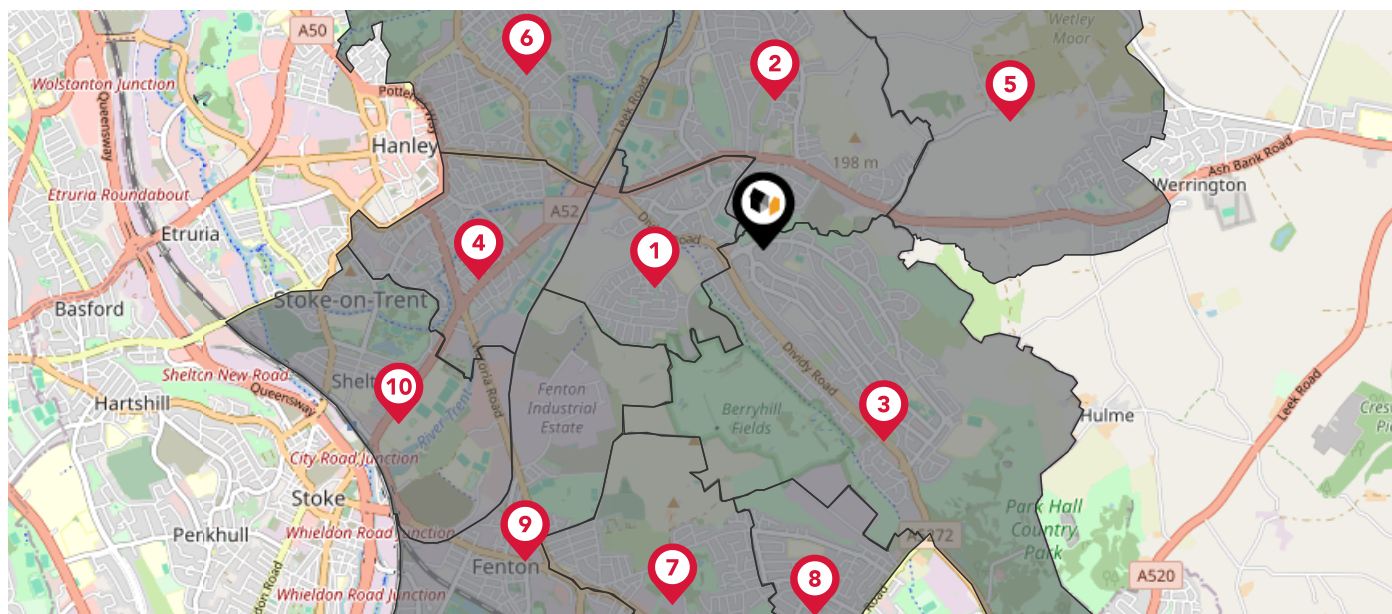 Wetley
Moor
A50
6
2
5
Wolstanton Junction
Queensway
Potteries Way
Leek Road
Hanley
198 m
Ash Bank Road
Werrington
Etruria Roundabout
A52
Dividy Road
Etruria
4
1
Stoke-on-Trent
Basford
Shelton New Road
Queensway
Shelt
10
Hartshill
Victoria Road
Fenton
Industrial
Estate
Dividy Road
3
Berryhill
Fields
Hulme
Leek Road
River Trent
City Road Junction
Stoke
Park Hall
Country
Park
Penkhull
Whieldon Road Junction
9
A5272
Fenton
7
8
A520
Whieldon Road Junction
Road